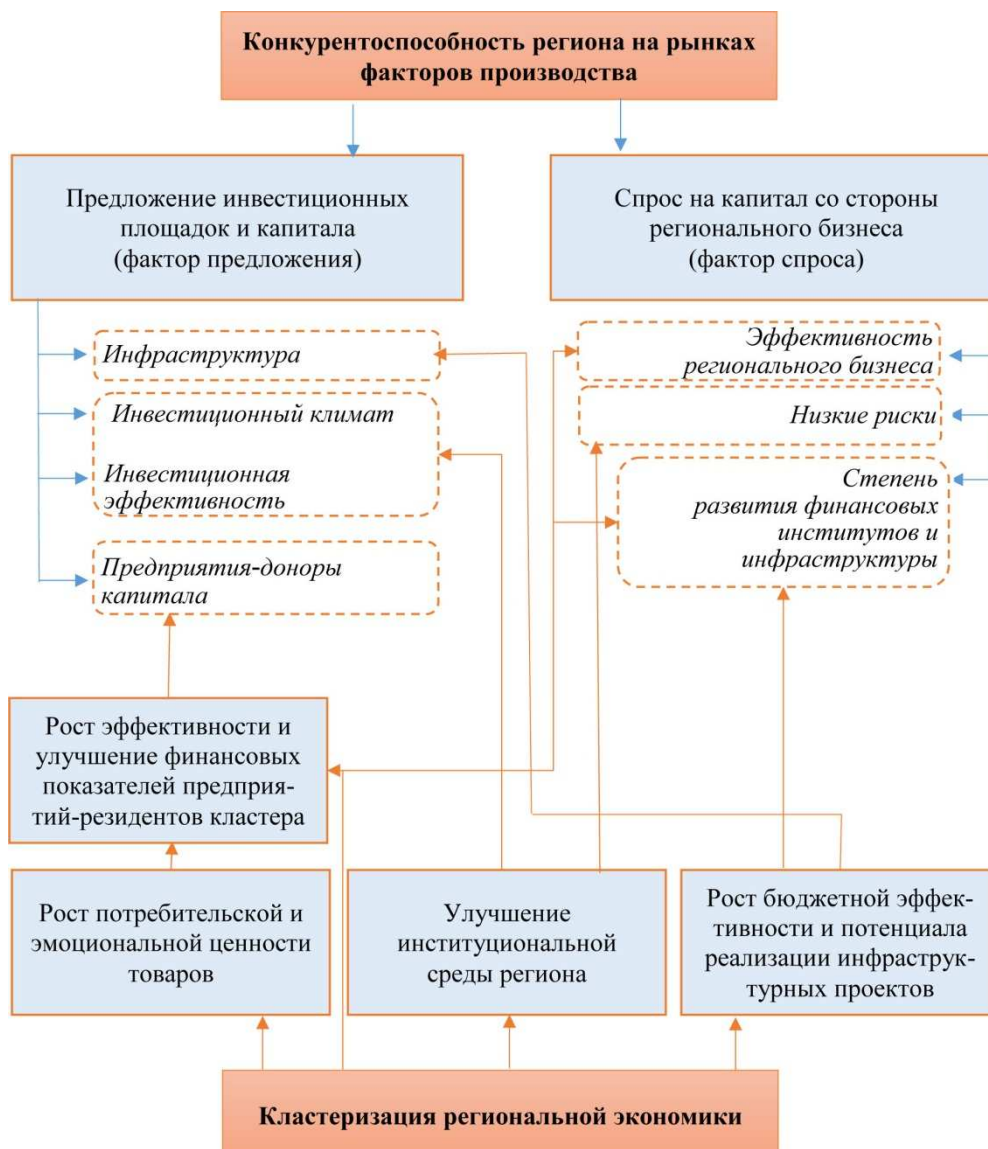 Конкурентоспособность региона на рынках
факторов производства
Предложение инвестиционных
площадок и капитала
(фактор предложения)
Спрос на капитал со стороны
регионального бизнеса
(фактор спроса)
Инфраструктура
Инвестиционный климат
Инвестиционная
эффективность
Предприятия-доноры
капитала
Эффективность
регионального бизнеса
Низкие риски
Степень
развития финансовых
институтов и
инфраструктуры
Рост эффективности и
улучшение финансовых
показателей предприя-
тий-резидентов кластера
Рост потребительской и
эмоциональной ценности
товаров
Улучшение
институциональной
среды региона
Рост бюджетной эффек-
тивности и потенциала
реализации инфраструк-
турных проектов
Кластеризация региональной экономики